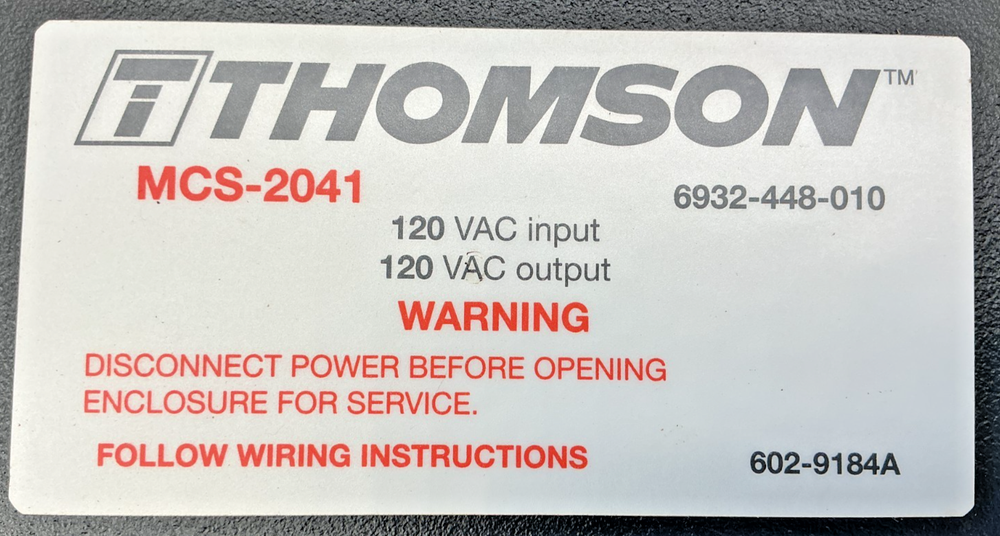 THOMSON™
MCS-2041 6932-448-010
120 VAC input
120 VAC output
WARNING
DISCONNECT POWER BEFORE OPENING
ENCLOSURE FOR SERVICE.
FOLLOW WIRING INSTRUCTIONS 602-9184A